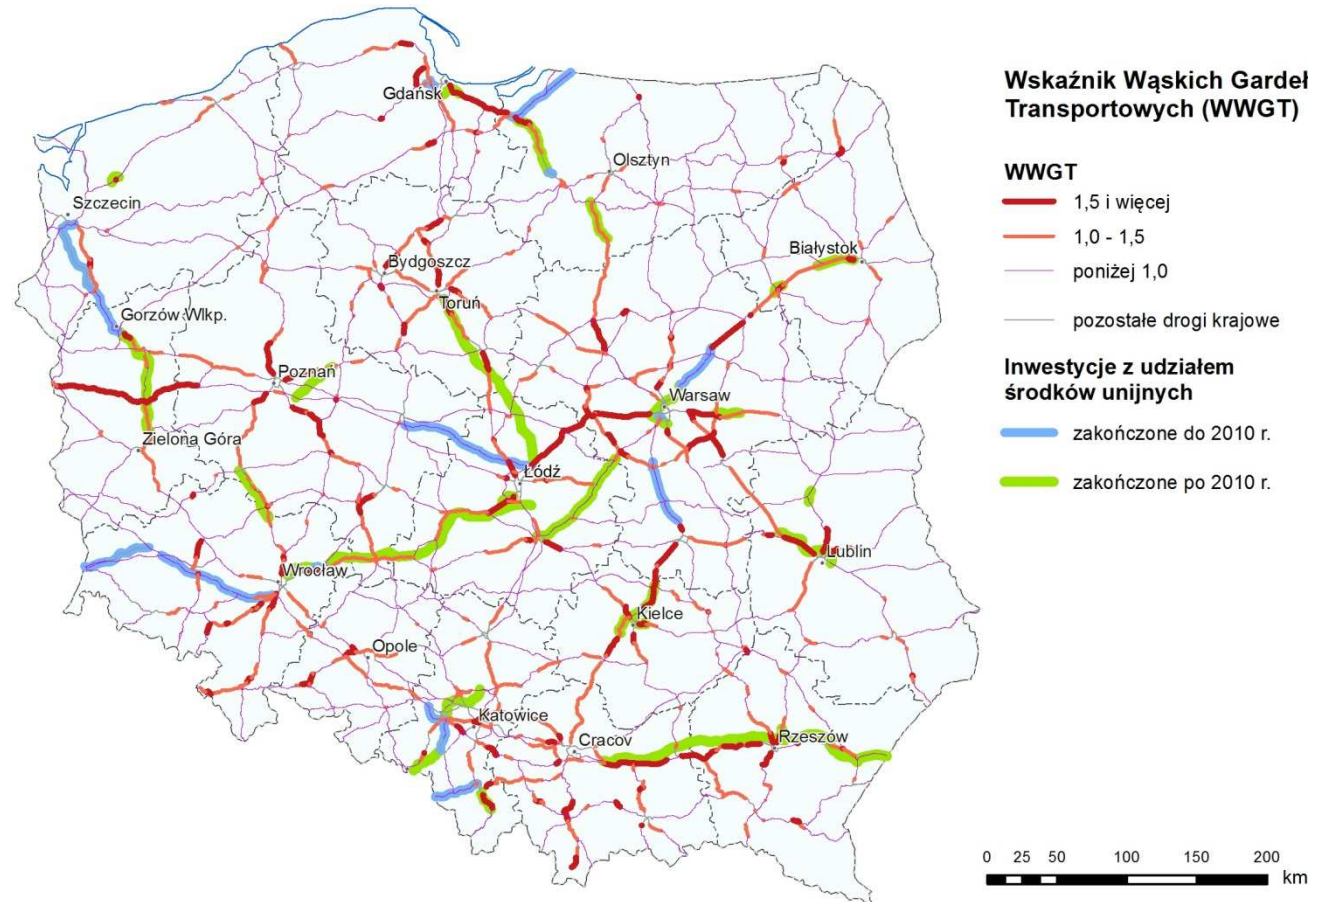 Wskaźnik Wąskich Gardeł
Transportowych (WWGT)
WWGT
1,5 i więcej
1,0 - 1,5
poniżej 1,0
pozostałe drogi krajowe
Inwestycje z udziałem
środków unijnych
zakończone do 2010 r.
zakończone po 2010 r.
Gdańsk
Olsztyn
Szczecin
Białystok
Bydgoszcz
Toruń
Gorzów Wlkp.
Poznań
Warsaw
Zielona Góra
Łódź
Lublin
Wrocław
Kielce
Opole
Katowice
Cracov
Rzeszów
0 25 50 100 150 200
km